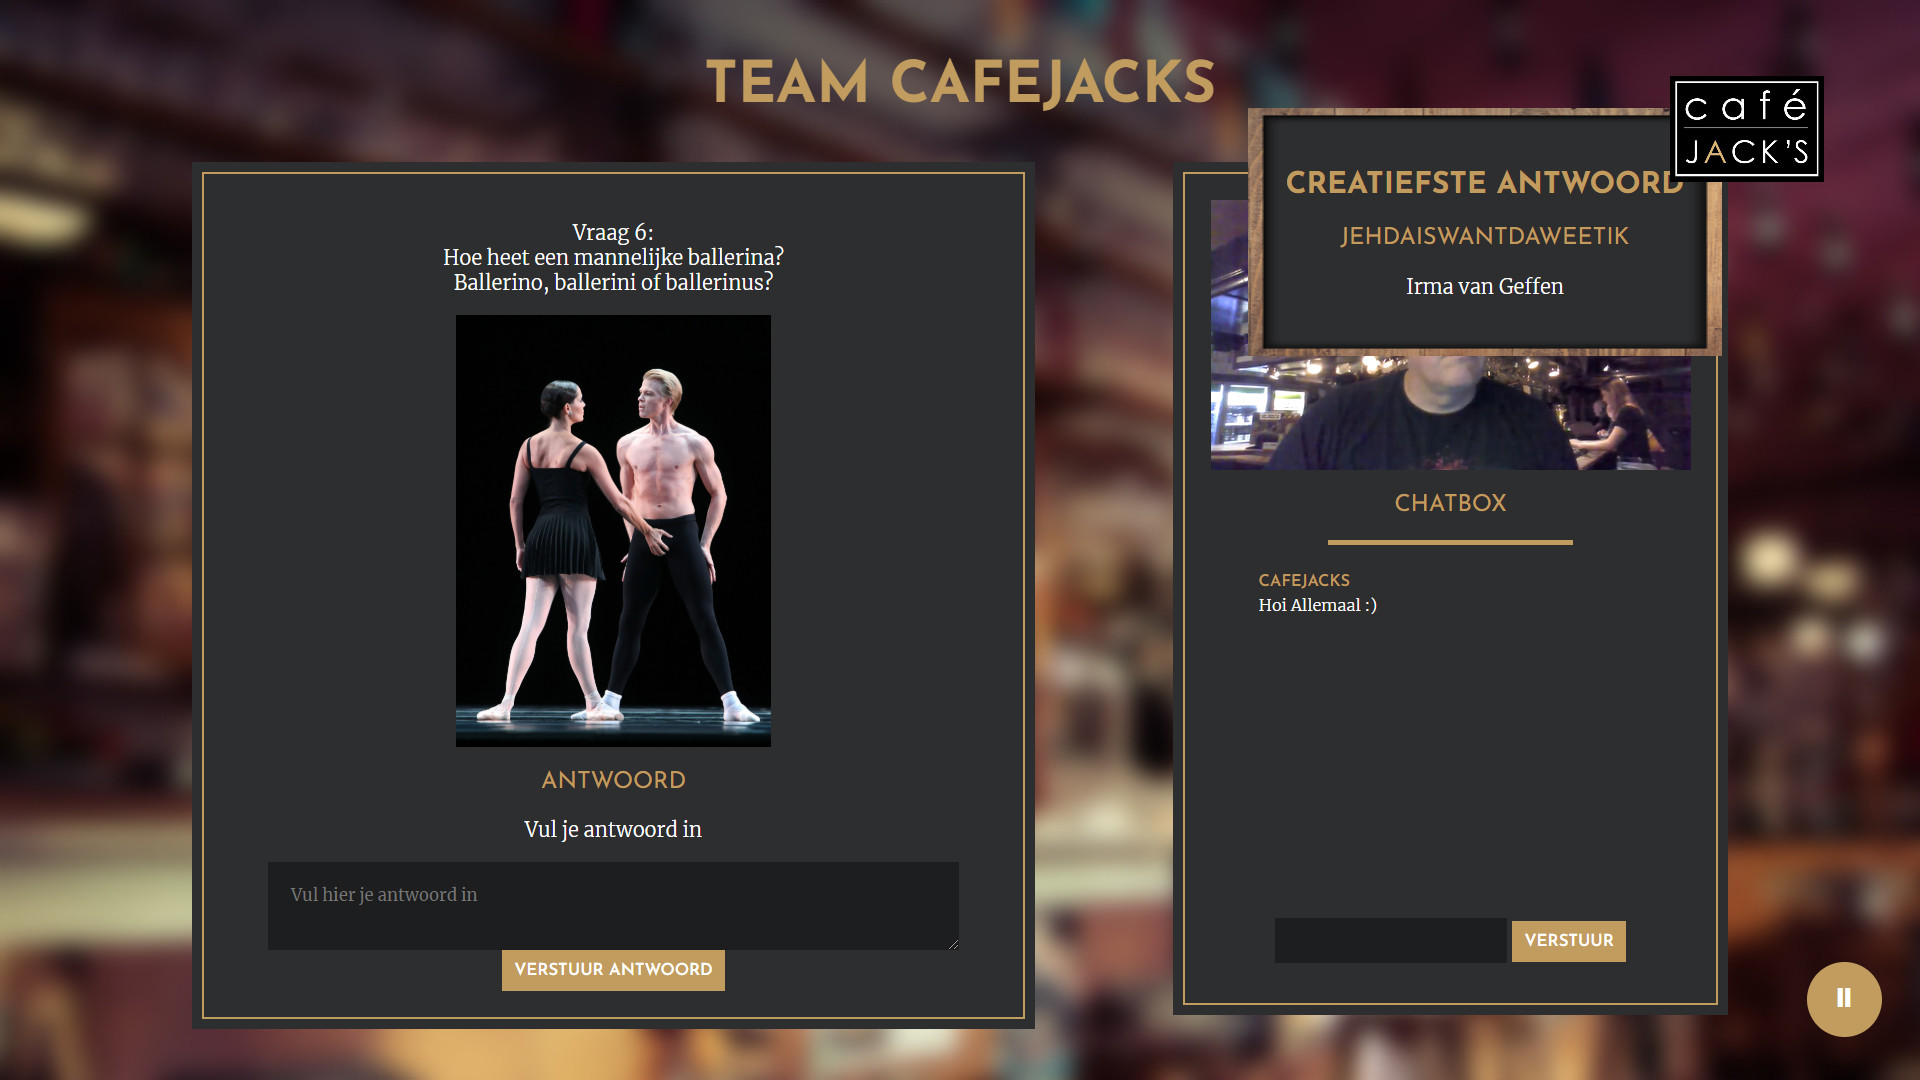 TEAM CAFEJACKS
café
JACK'S
CREATIEFSTE ANTWOORD
JEHDAISWANTDAWEETIK
Irma van Geffen
Vraag 6:
Hoe heet een mannelijke ballerina?
Ballerino, ballerini of ballerinus?
ANTWOORD
Vul je antwoord in
Vul hier je antwoord in
VERSTUUR ANTWOORD
CHATBOX
CAFEJACKS
Hoi Allemaal :)
VERSTUUR